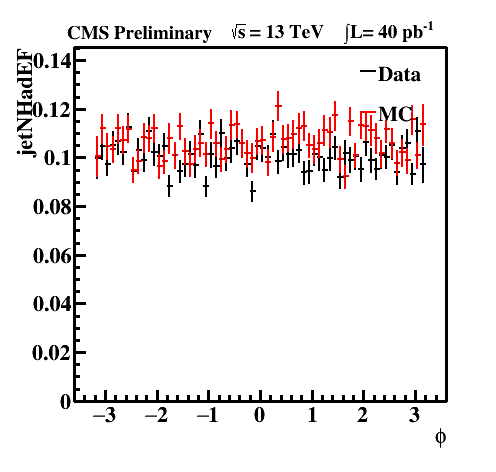 CMS Preliminary √s = 13 TeV ∫L= 40 pb⁻¹
jetNHadEF
Data
MC
0.14
0.12
0.1
0.08
0.06
0.04
0.02
0
−3 −2 −1 0 1 2 3
ϕ